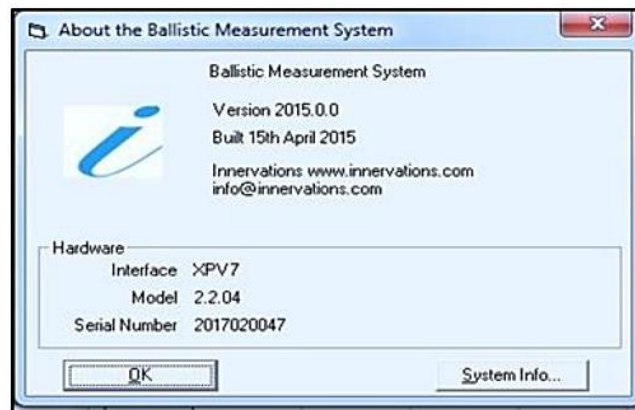 About the Ballistic Measurement System
Ballistic Measurement System
Version 2015.0.0
Built 15th April 2015
Innervations www.innervations.com
info@innervations.com
Hardware
Interface XPV7
Model 2.2.04
Serial Number 2017020047
OK
System Info...